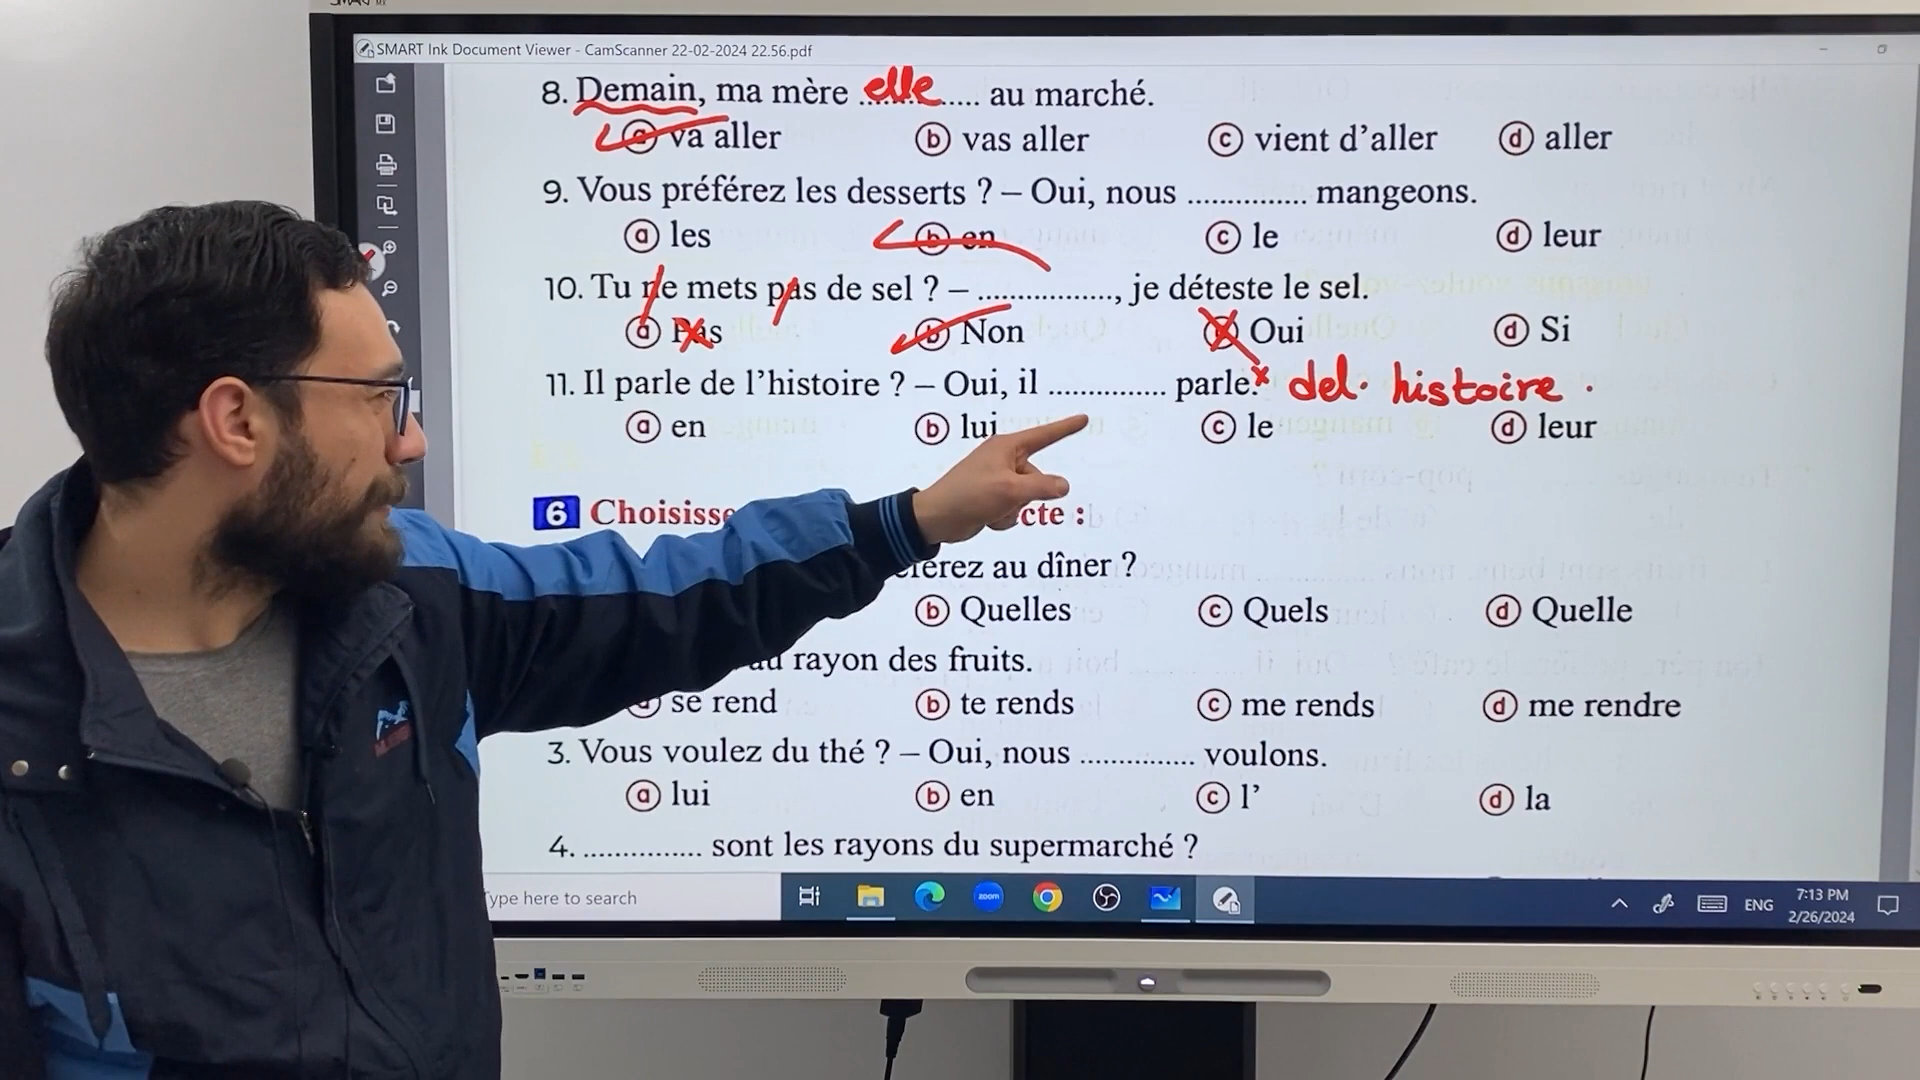 SMART Ink Document Viewer - CamScanner 22-02-2024 22.56.pdf
8. Demain, ma mère elle .............. au marché.
ⓐ va aller ⓑ vas aller ⓒ vient d’aller ⓓ aller
9. Vous préférez les desserts ? – Oui, nous .............. mangeons.
ⓐ les ⓑ en ⓒ le ⓓ leur
10. Tu ne mets pas de sel ? – ................, je déteste le sel.
ⓐ Pas ⓑ Non ⓒ Oui ⓓ Si
11. Il parle de l’histoire ? – Oui, il .............. parle. del. histoire .
ⓐ en ⓑ lui ⓒ le ⓓ leur
6 Choisisse cte :
érez au dîner ?
ⓑ Quelles ⓒ Quels ⓓ Quelle
au rayon des fruits.
ⓐ se rend ⓑ te rends ⓒ me rends ⓓ me rendre
3. Vous voulez du thé ? – Oui, nous .............. voulons.
ⓐ lui ⓑ en ⓒ l’ ⓓ la
4. .............. sont les rayons du supermarché ?
ype here to search
zoom
ENG
7:13 PM
2/26/2024